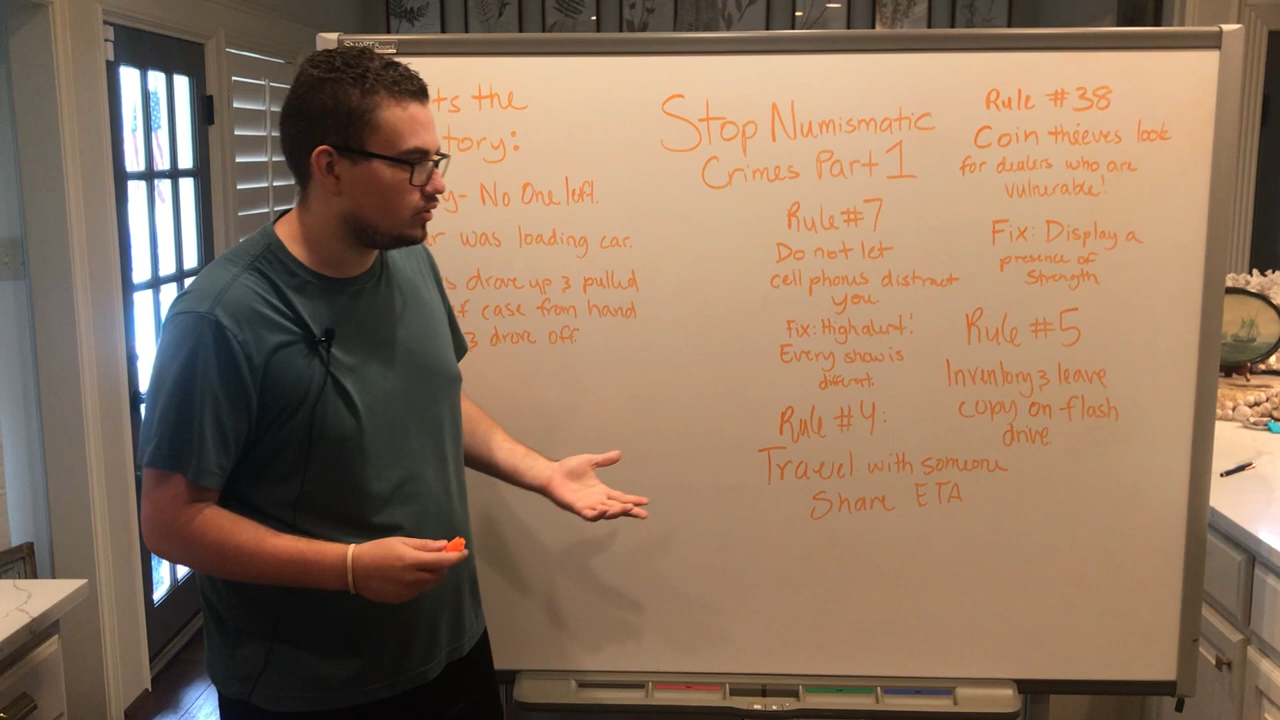 SMART Board
ts the
tory:
y- No One left.
r was loading car.
s drove up & pulled
f case from hand
& drove off.
Stop Numismatic
Crimes Part 1
Rule #7
Do not let
cell phones distract
you
Fix: High alert!
Every show is
different.
Rule #4:
Travel with someone
Share ETA
Rule #38
Coin thieves look
for dealers who are
vulnerable!
Fix: Display a
presence of
Strength
Rule #5
Inventory & leave
copy on flash
drive.